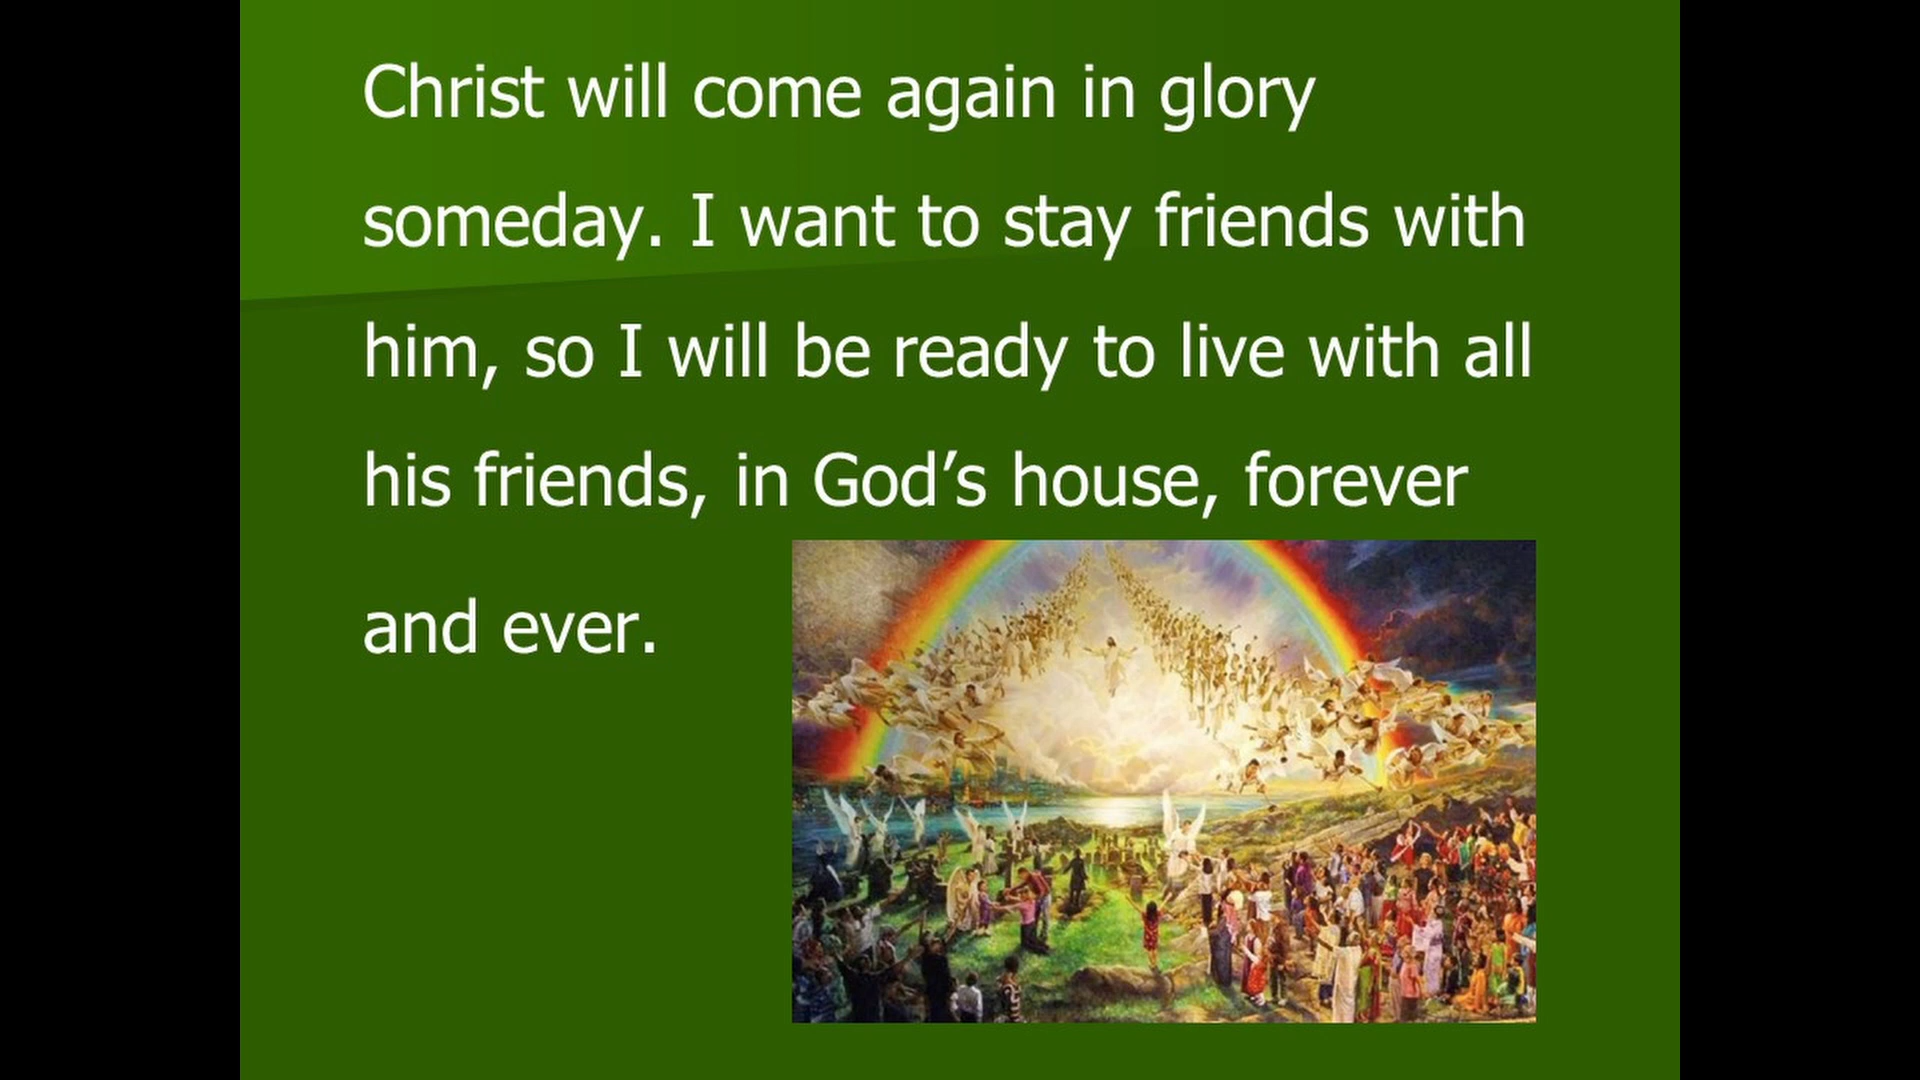 Christ will come again in glory
someday. I want to stay friends with
him, so I will be ready to live with all
his friends, in God’s house, forever
and ever.